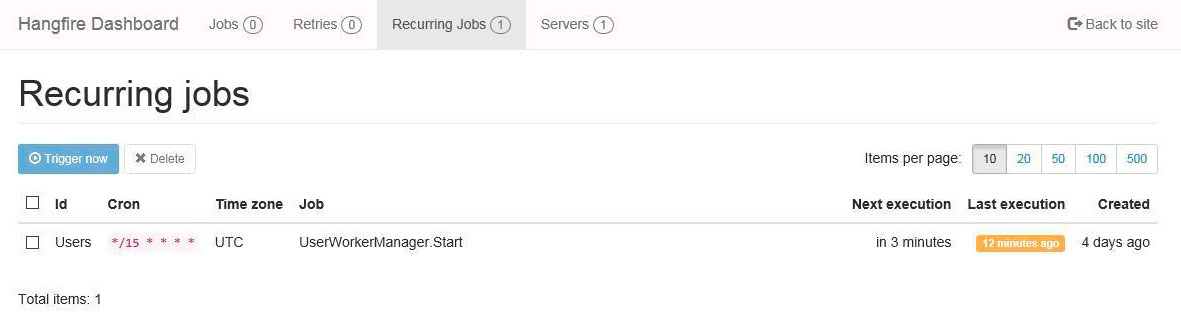 Hangfire Dashboard Jobs 0 Retries 0 Recurring Jobs 1 Servers 1 Back to site
Recurring jobs
Trigger now Delete Items per page: 10 20 50 100 500
Id Cron Time zone Job Next execution Last execution Created
Users */15 * * * * UTC UserWorkerManager.Start in 3 minutes 12 minutes ago 4 days ago
Total items: 1